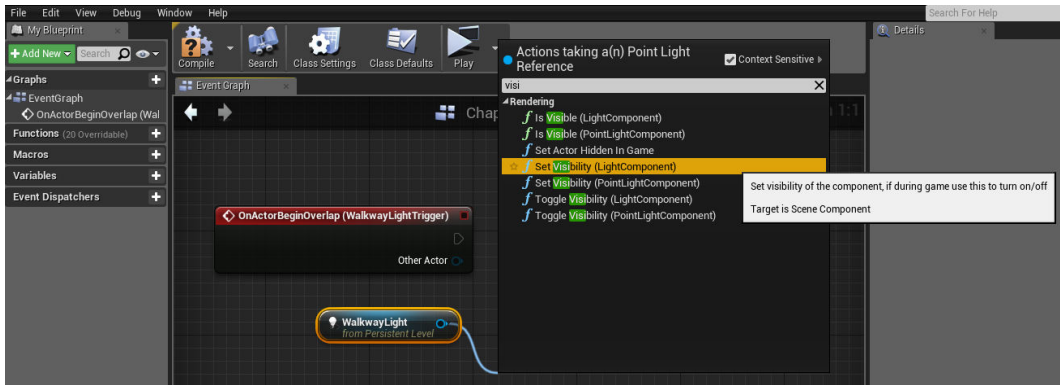 File Edit View Debug Window Help
Search For Help
My Blueprint
Details
+ Add New
Search
Compile
Search
Class Settings
Class Defaults
Play
Graphs
EventGraph
OnActorBeginOverlap (Wal
Functions (20 Overridable)
Macros
Variables
Event Dispatchers
Event Graph
Chap
1:1
OnActorBeginOverlap (WalkwayLightTrigger)
Other Actor
WalkwayLight
from Persistent Level
Actions taking a(n) Point Light
Reference
Context Sensitive
visi
Rendering
Is Visible (LightComponent)
Is Visible (PointLightComponent)
Set Actor Hidden In Game
Set Visibility (LightComponent)
Set Visibility (PointLightComponent)
Toggle Visibility (LightComponent)
Toggle Visibility (PointLightComponent)
Set visibility of the component, if during game use this to turn on/off
Target is Scene Component